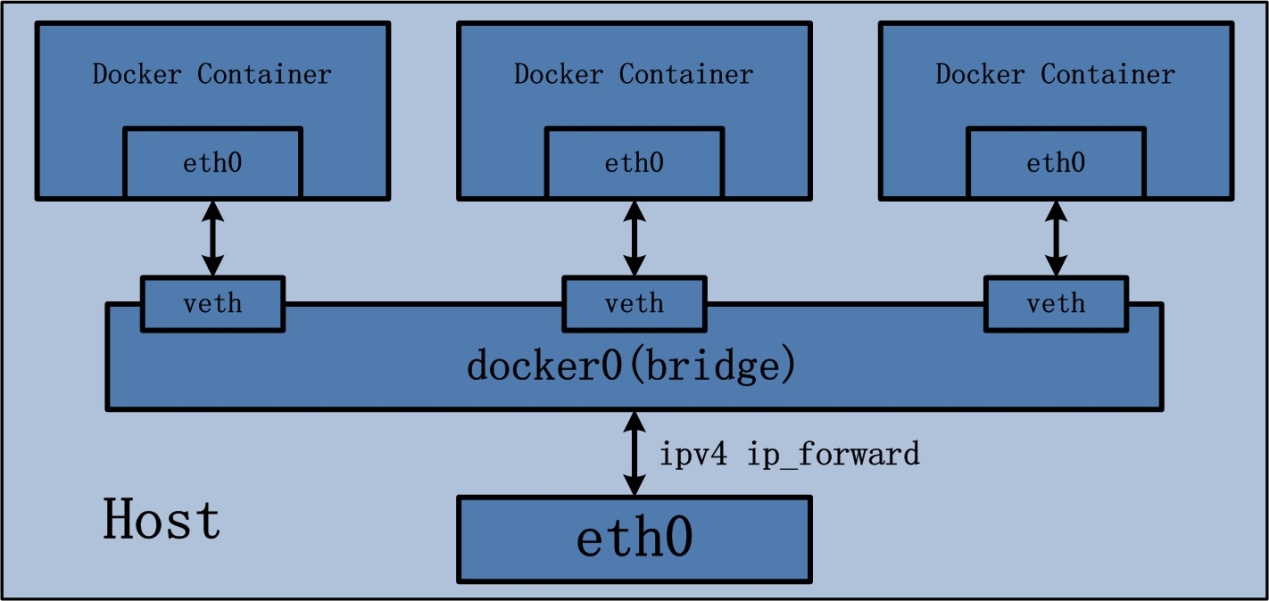 Docker Container
Docker Container
Docker Container
eth0
eth0
eth0
veth
veth
veth
docker0(bridge)
ipv4 ip_forward
Host
eth0